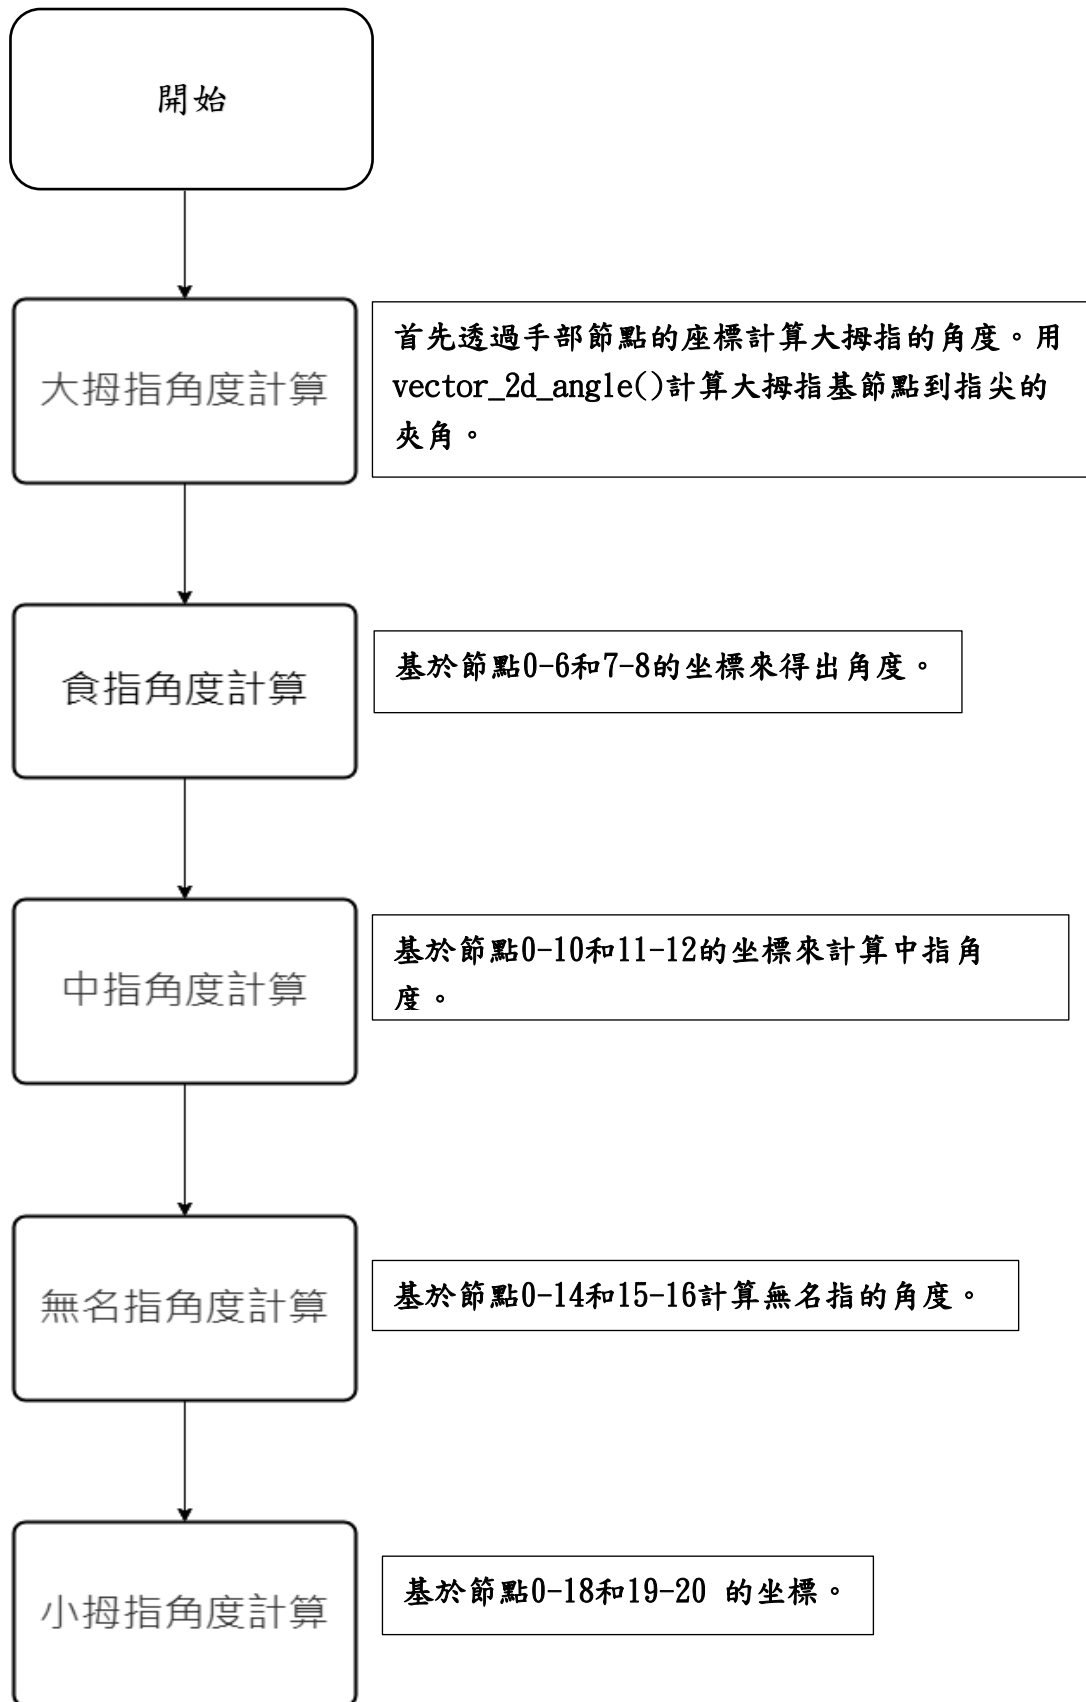 開始
大拇指角度計算
首先透過手部節點的座標計算大拇指的角度。用
vector_2d_angle()計算大拇指基節點到指尖的
夾角。
食指角度計算
基於節點0-6和7-8的坐標來得出角度。
中指角度計算
基於節點0-10和11-12的坐標來計算中指角
度。
無名指角度計算
基於節點0-14和15-16計算無名指的角度。
小拇指角度計算
基於節點0-18和19-20 的坐標。